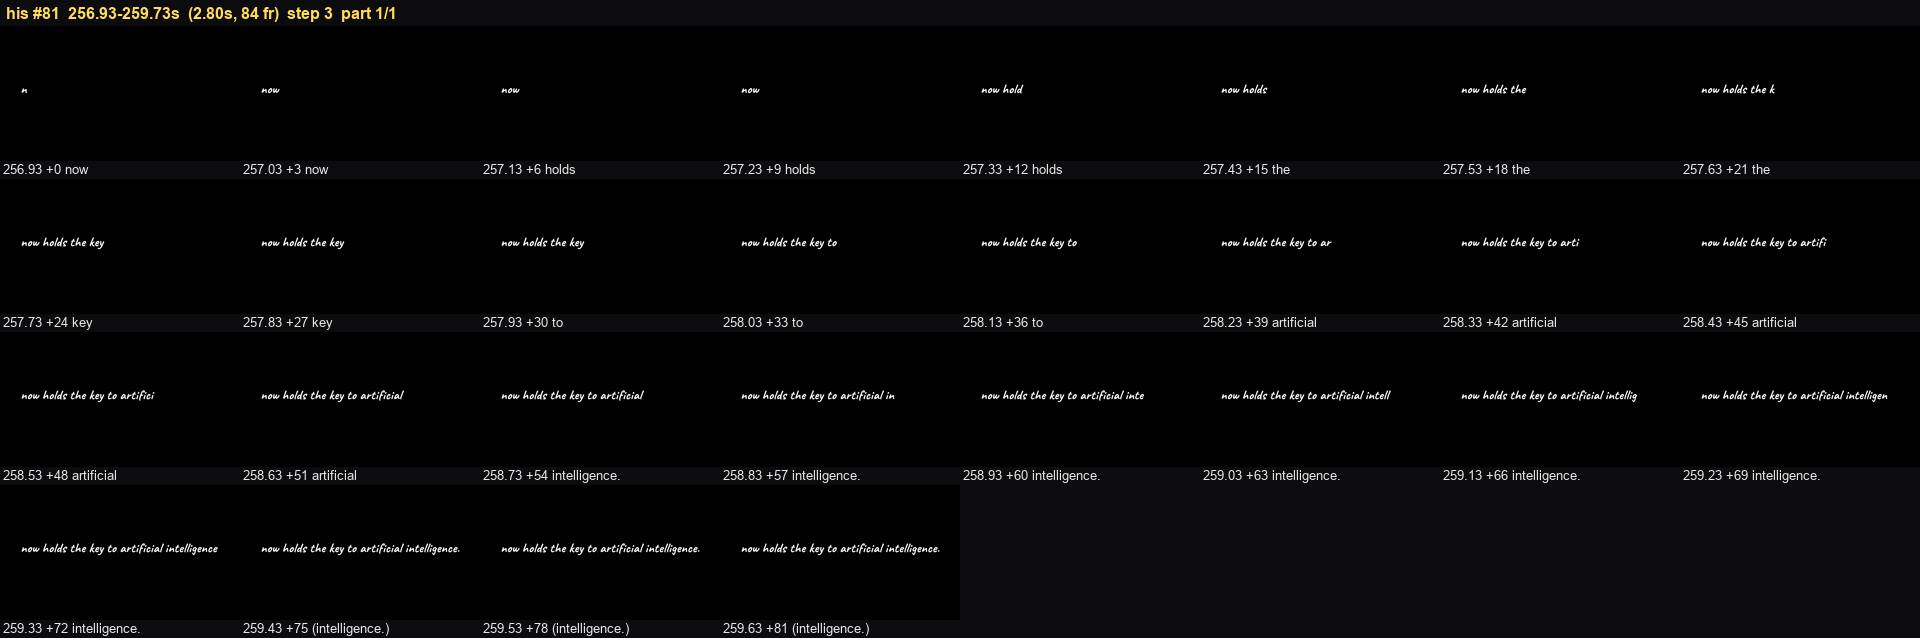 his #81 256.93-259.73s (2.80s, 84 fr) step 3 part 1/1
n
now
now
now
now hold
now holds
now holds the
now holds the k
256.93 +0 now
257.03 +3 now
257.13 +6 holds
257.23 +9 holds
257.33 +12 holds
257.43 +15 the
257.53 +18 the
257.63 +21 the
now holds the key
now holds the key
now holds the key
now holds the key to
now holds the key to
now holds the key to ar
now holds the key to arti
now holds the key to artifi
257.73 +24 key
257.83 +27 key
257.93 +30 to
258.03 +33 to
258.13 +36 to
258.23 +39 artificial
258.33 +42 artificial
258.43 +45 artificial
now holds the key to artifici
now holds the key to artificial
now holds the key to artificial
now holds the key to artificial in
now holds the key to artificial inte
now holds the key to artificial intell
now holds the key to artificial intellig
now holds the key to artificial intelligen
258.53 +48 artificial
258.63 +51 artificial
258.73 +54 intelligence.
258.83 +57 intelligence.
258.93 +60 intelligence.
259.03 +63 intelligence.
259.13 +66 intelligence.
259.23 +69 intelligence.
now holds the key to artificial intelligence
now holds the key to artificial intelligence.
now holds the key to artificial intelligence.
now holds the key to artificial intelligence.
259.33 +72 intelligence.
259.43 +75 (intelligence.)
259.53 +78 (intelligence.)
259.63 +81 (intelligence.)